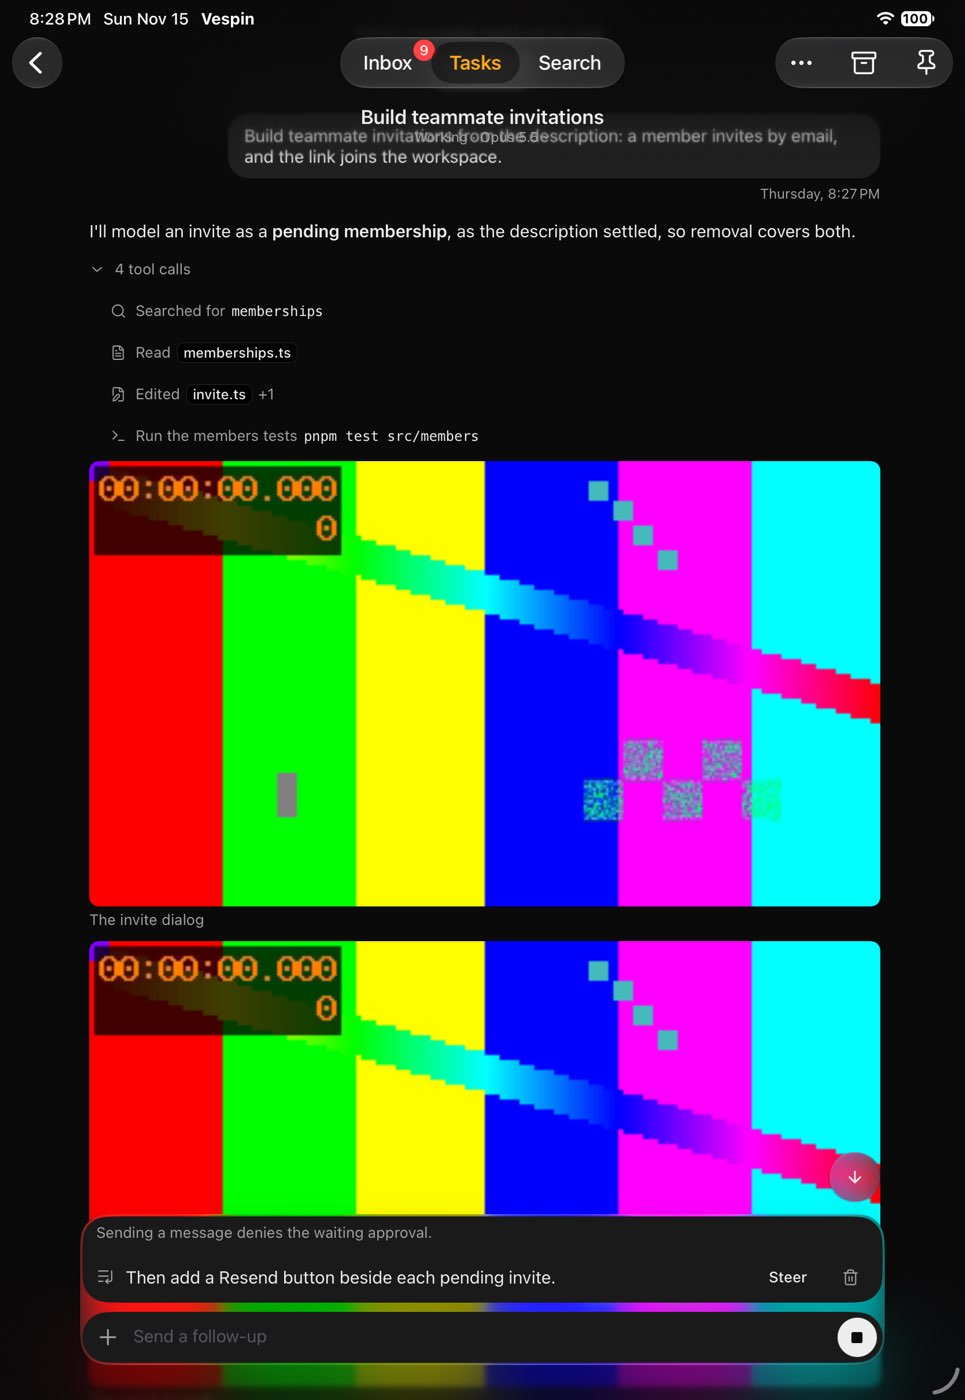 8:28 PM Sun Nov 15 Vespin
100
Inbox 9 Tasks Search
Build teammate invitations
Working · Opus 5.5
Build teammate invitations from the description: a member invites by email,
and the link joins the workspace.
Thursday, 8:27 PM
I'll model an invite as a pending membership, as the description settled, so removal covers both.
4 tool calls
Searched for memberships
Read memberships.ts
Edited invite.ts +1
Run the members tests pnpm test src/members
00:00:00.000
0
The invite dialog
00:00:00.000
0
Sending a message denies the waiting approval.
Then add a Resend button beside each pending invite.
Steer
Send a follow-up